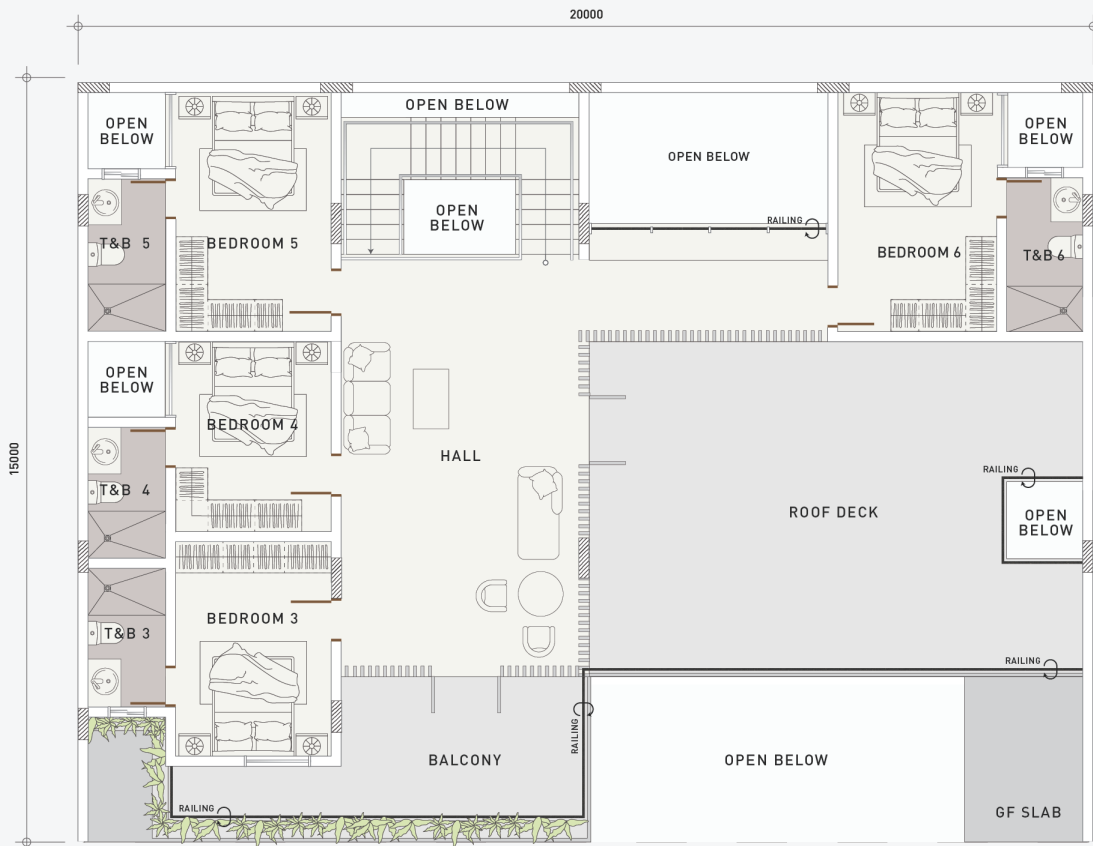 20000
OPEN BELOW
OPEN
BELOW
OPEN
BELOW
OPEN BELOW
OPEN
BELOW
RAILING
T&B 5
BEDROOM 5
BEDROOM 6
T&B 6
OPEN
BELOW
BEDROOM 4
15000
HALL
RAILING
T&B 4
ROOF DECK
OPEN
BELOW
BEDROOM 3
T&B 3
RAILING
RAILING
BALCONY
OPEN BELOW
RAILING
GF SLAB